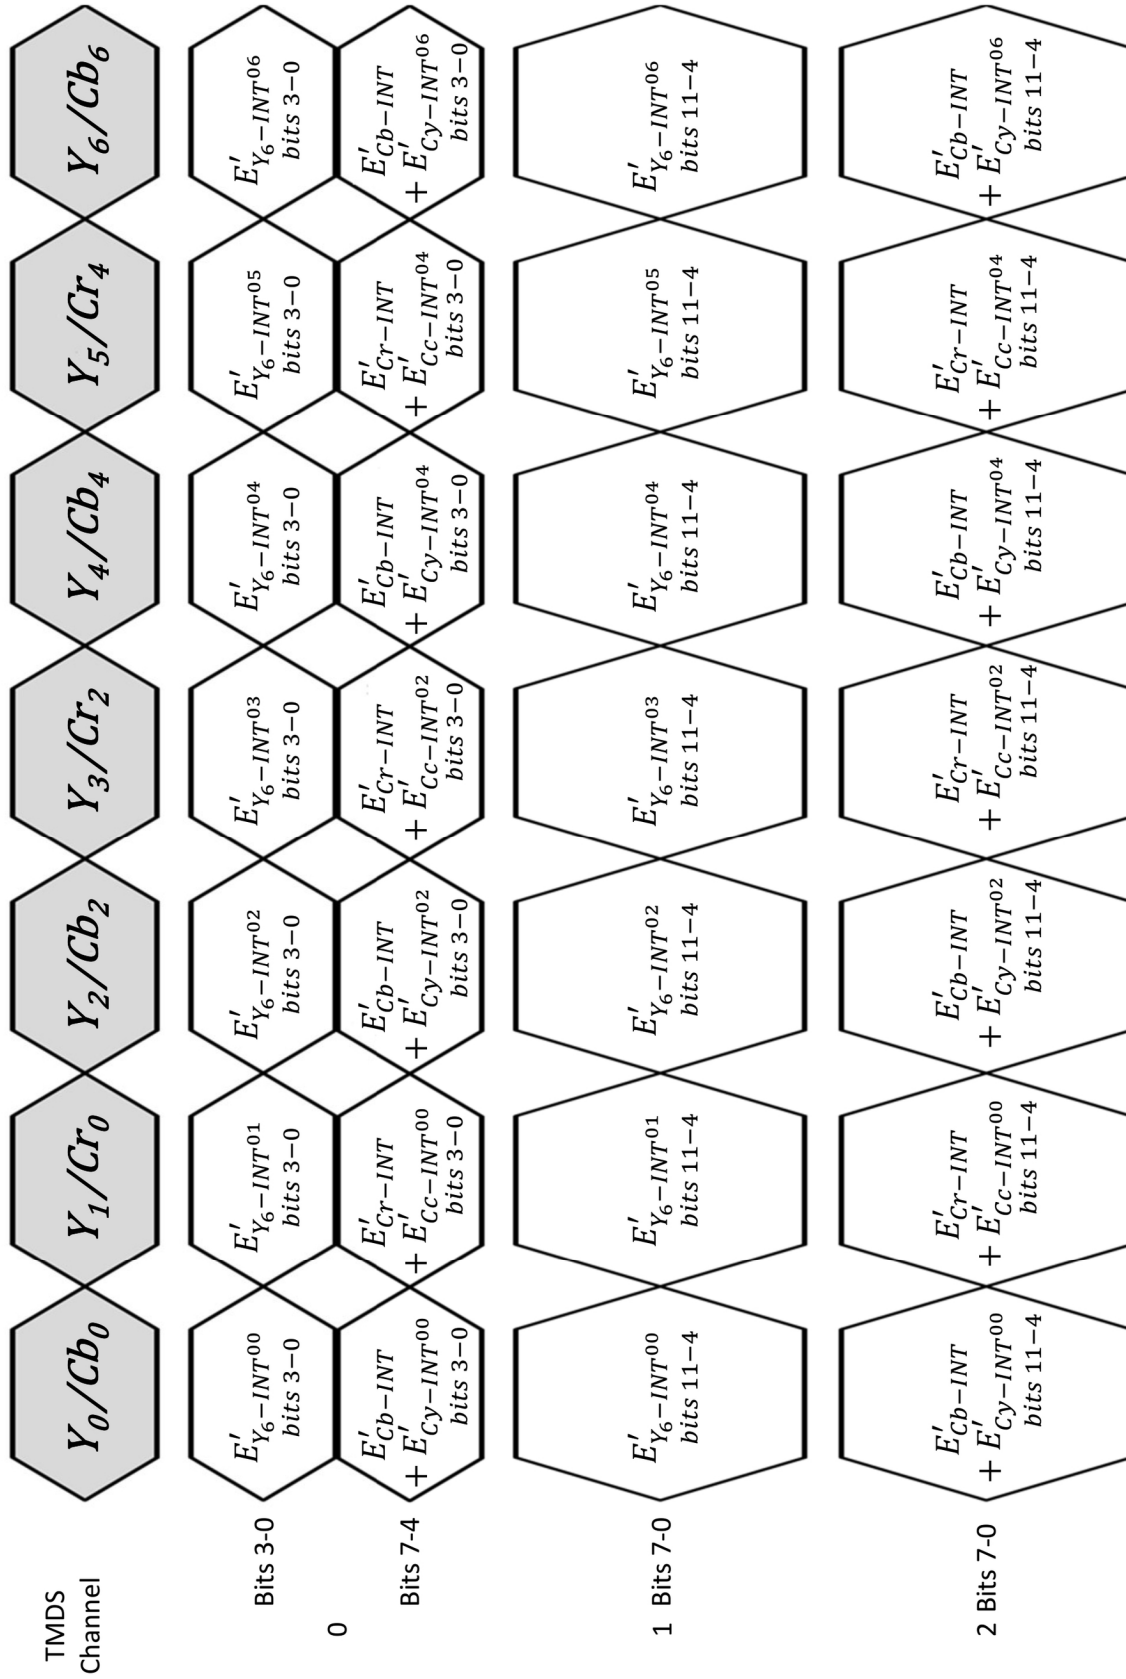 TMDS
Channel
Y₀/Cb₀ Y₁/Cr₀ Y₂/Cb₂ Y₃/Cr₂ Y₄/Cb₄ Y₅/Cr₄ Y₆/Cb₆
0
Bits 3-0
E′Y₆−INT⁰⁰ E′Y₆−INT⁰¹ E′Y₆−INT⁰² E′Y₆−INT⁰³ E′Y₆−INT⁰⁴ E′Y₆−INT⁰⁵ E′Y₆−INT⁰⁶
bits 3−0 bits 3−0 bits 3−0 bits 3−0 bits 3−0 bits 3−0 bits 3−0
Bits 7-4
E′Cb−INT E′Cr−INT E′Cb−INT E′Cr−INT E′Cb−INT E′Cr−INT E′Cb−INT
+ E′Cy−INT⁰⁰ + E′Cc−INT⁰⁰ + E′Cy−INT⁰² + E′Cc−INT⁰² + E′Cy−INT⁰⁴ + E′Cc−INT⁰⁴ + E′Cy−INT⁰⁶
bits 3−0 bits 3−0 bits 3−0 bits 3−0 bits 3−0 bits 3−0 bits 3−0
1 Bits 7-0
E′Y₆−INT⁰⁰ E′Y₆−INT⁰¹ E′Y₆−INT⁰² E′Y₆−INT⁰³ E′Y₆−INT⁰⁴ E′Y₆−INT⁰⁵ E′Y₆−INT⁰⁶
bits 11−4 bits 11−4 bits 11−4 bits 11−4 bits 11−4 bits 11−4 bits 11−4
2 Bits 7-0
E′Cb−INT E′Cr−INT E′Cb−INT E′Cr−INT E′Cb−INT E′Cr−INT E′Cb−INT
+ E′Cy−INT⁰⁰ + E′Cc−INT⁰⁰ + E′Cy−INT⁰² + E′Cc−INT⁰² + E′Cy−INT⁰⁴ + E′Cc−INT⁰⁴ + E′Cy−INT⁰⁶
bits 11−4 bits 11−4 bits 11−4 bits 11−4 bits 11−4 bits 11−4 bits 11−4